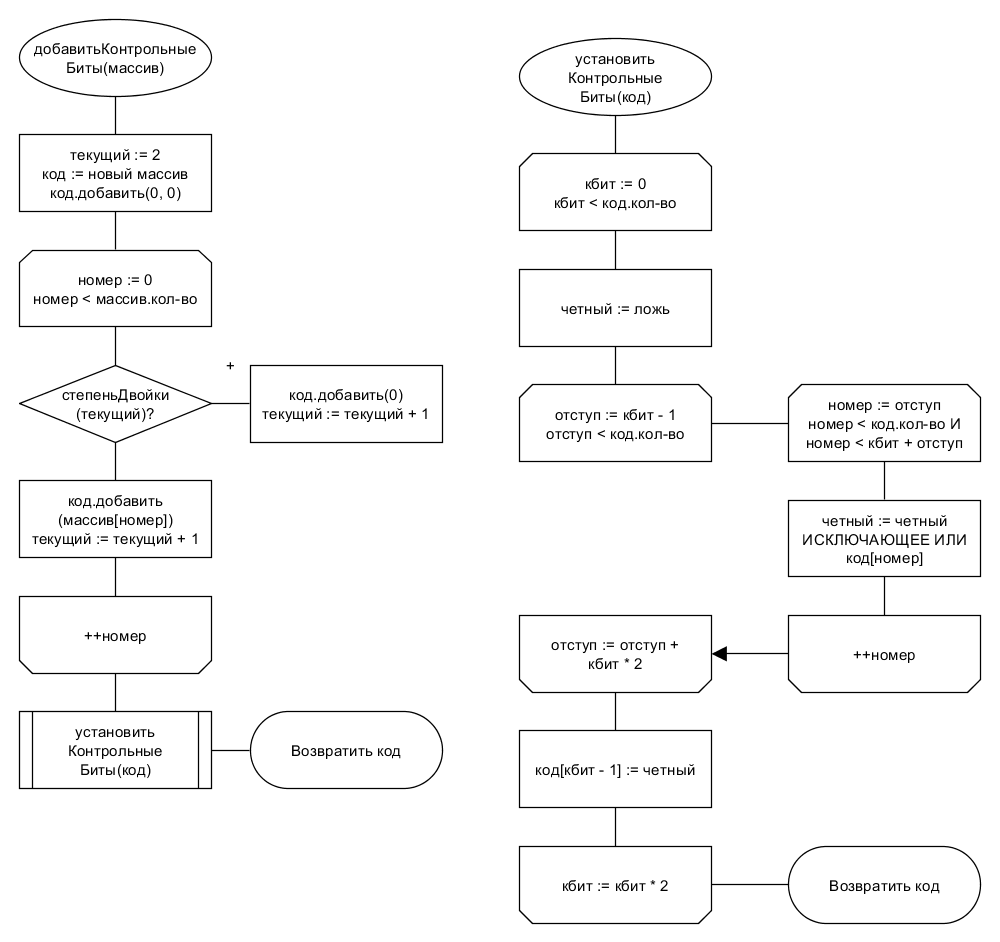 добавитьКонтрольные
Биты(массив)
текущий := 2
код := новый массив
код.добавить(0, 0)
номер := 0
номер < массив.кол-во
степеньДвойки
(текущий)?
+
код.добавить(0)
текущий := текущий + 1
код.добавить
(массив[номер])
текущий := текущий + 1
++номер
установить
Контрольные
Биты(код)
Возвратить код
установить
Контрольные
Биты(код)
кбит := 0
кбит < код.кол-во
четный := ложь
отступ := кбит - 1
отступ < код.кол-во
номер := отступ
номер < код.кол-во И
номер < кбит + отступ
четный := четный
ИСКЛЮЧАЮЩЕЕ ИЛИ
код[номер]
++номер
отступ := отступ +
кбит * 2
код[кбит - 1] := четный
кбит := кбит * 2
Возвратить код